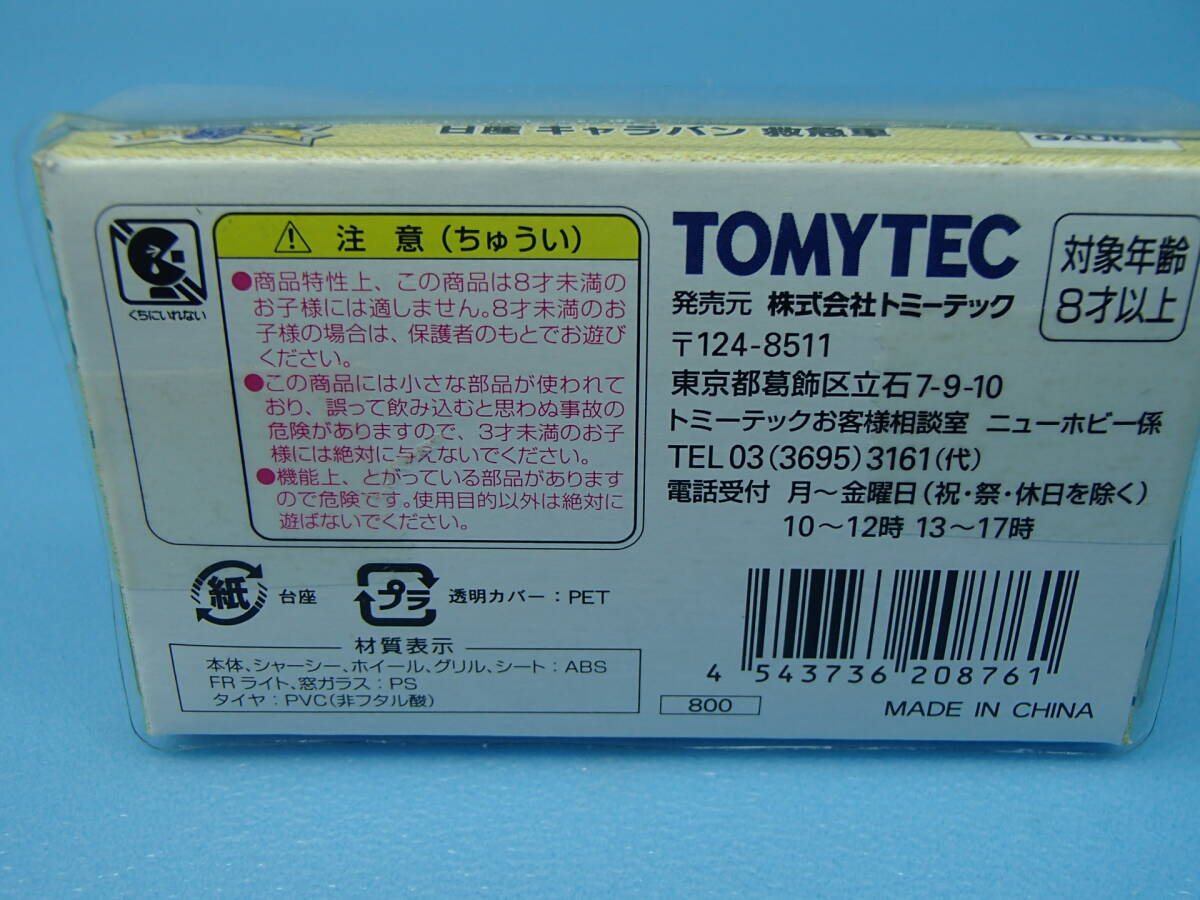 日産 キャラバン 救急車
GAUGE
くちにいれない
注 意 (ちゅうい)
●商品特性上、この商品は8才未満の
お子様には適しません。8才未満のお
子様の場合は、保護者のもとでお遊び
ください。
●この商品には小さな部品が使われて
おり、誤って飲み込むと思わぬ事故の
危険がありますので、3才未満のお子
様には絶対に与えないでください。
●機能上、とがっている部品があります
ので危険です。使用目的以外は絶対に
遊ばないでください。
TOMYTEC
対象年齢
8才以上
発売元 株式会社トミーテック
〒124-8511
東京都葛飾区立石7-9-10
トミーテックお客様相談室 ニューホビー係
TEL 03(3695)3161(代)
電話受付 月～金曜日(祝・祭・休日を除く)
10～12時 13～17時
紙 台座
プラ 透明カバー：PET
材質表示
本体、シャーシー、ホイール、グリル、シート：ABS
FRライト、窓ガラス：PS
タイヤ：PVC(非フタル酸)
4 543736 208761
800
MADE IN CHINA